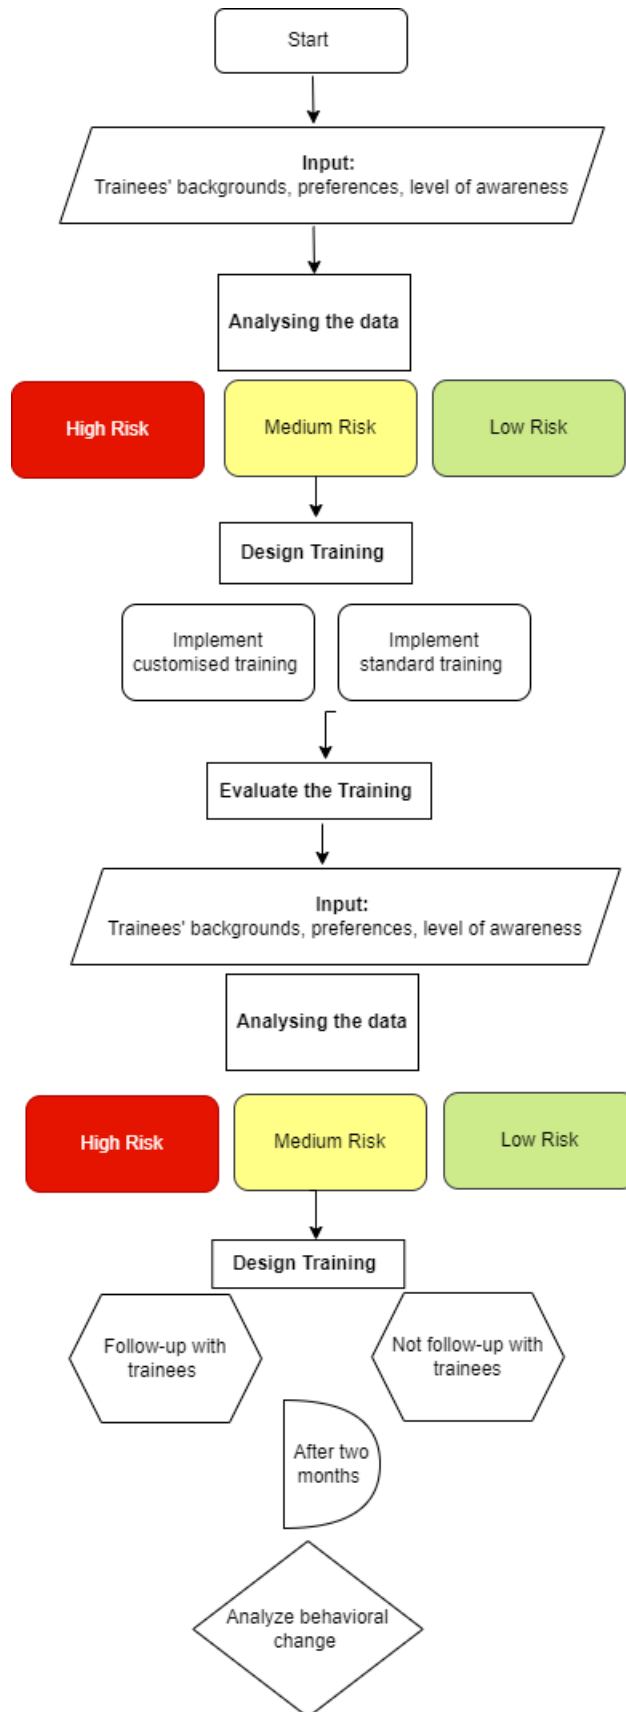 Start
Input:
Trainees' backgrounds, preferences, level of awareness
Analysing the data
High Risk
Medium Risk
Low Risk
Design Training
Implement
customised training
Implement
standard training
Evaluate the Training
Input:
Trainees' backgrounds, preferences, level of awareness
Analysing the data
High Risk
Medium Risk
Low Risk
Design Training
Follow-up with
trainees
Not follow-up with
trainees
After two
months
Analyze behavioral
change